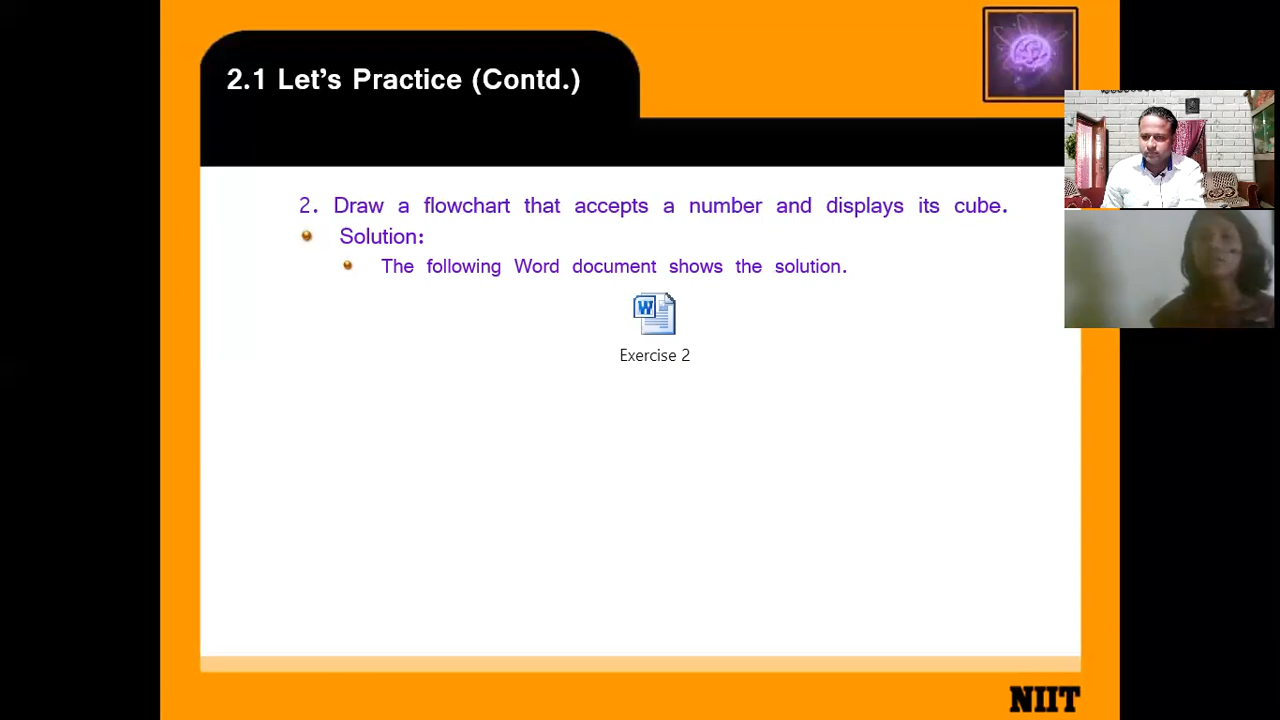 2.1 Let's Practice (Contd.)
2. Draw a flowchart that accepts a number and displays its cube.
Solution:
The following Word document shows the solution.
W
Exercise 2
NIIT